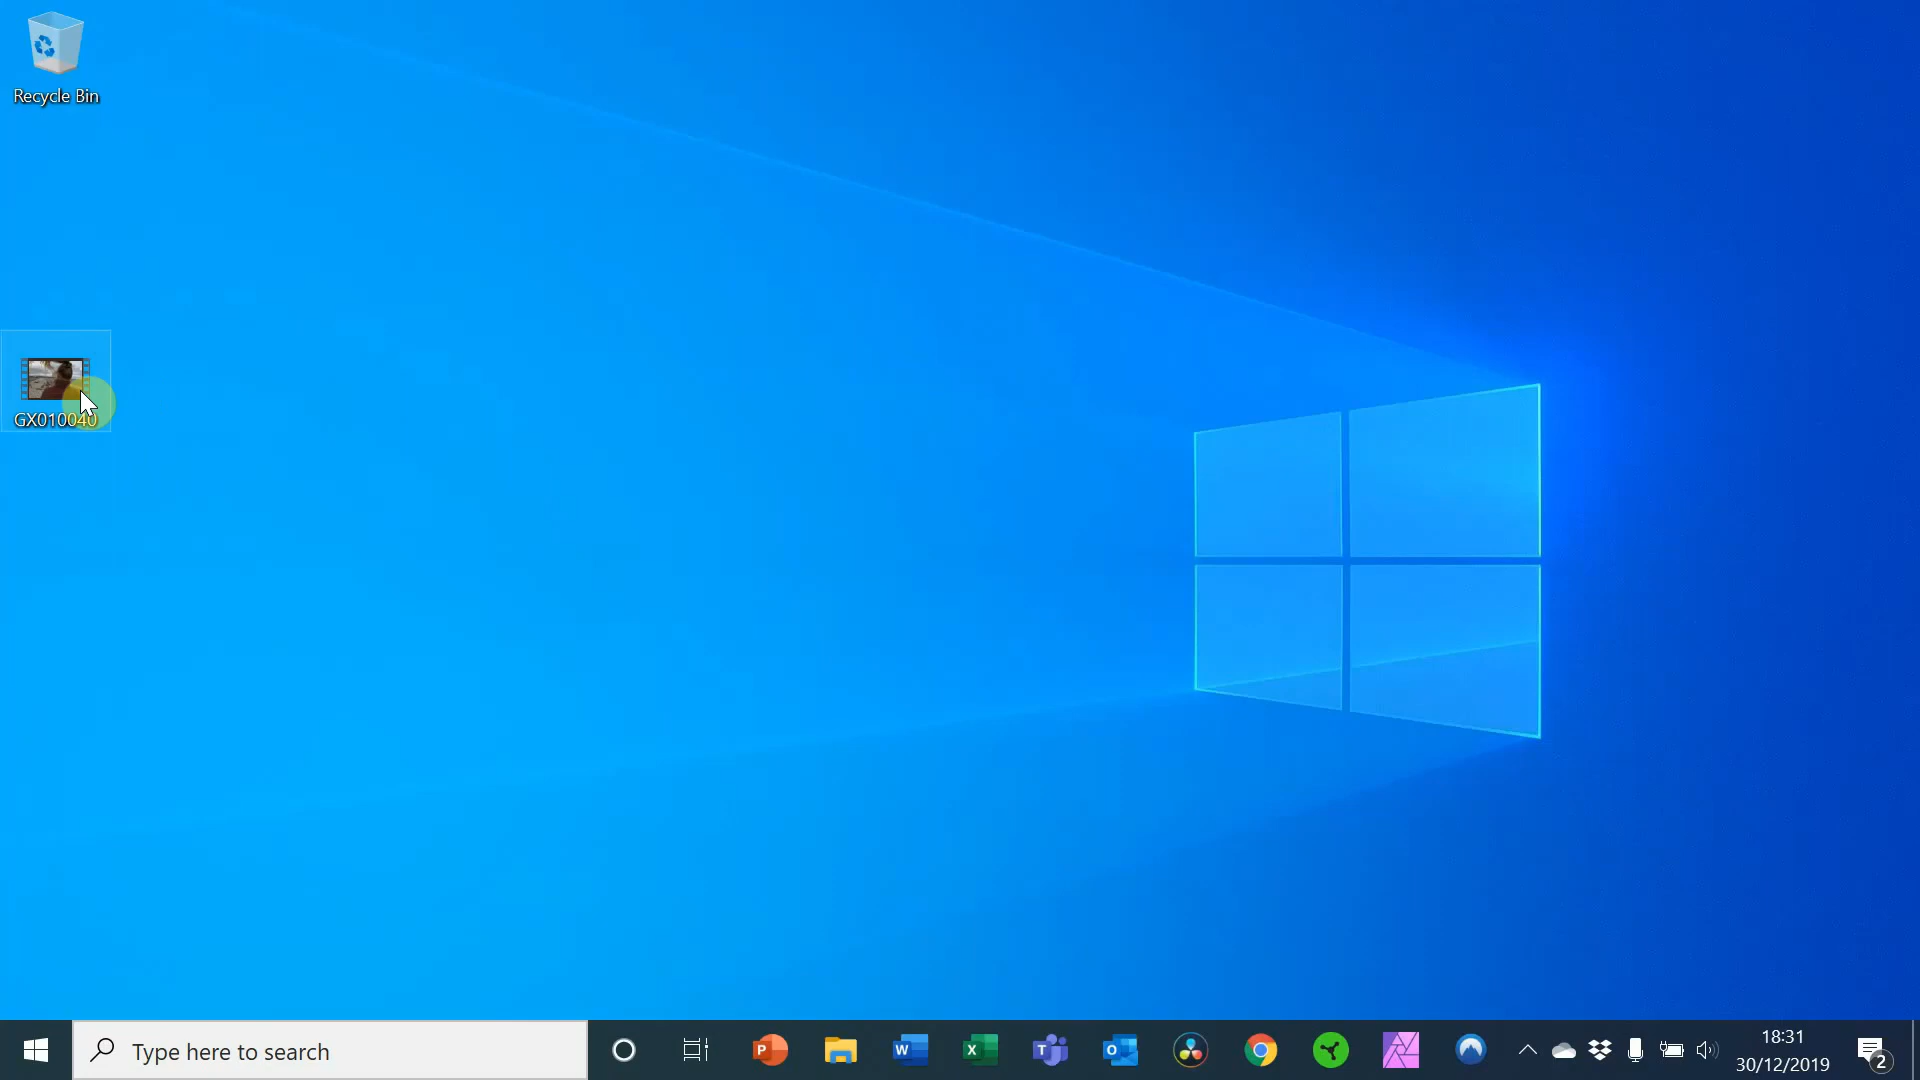 Recycle Bin
GX010040
Type here to search
P
W
X
T
O
18:31
30/12/2019
2